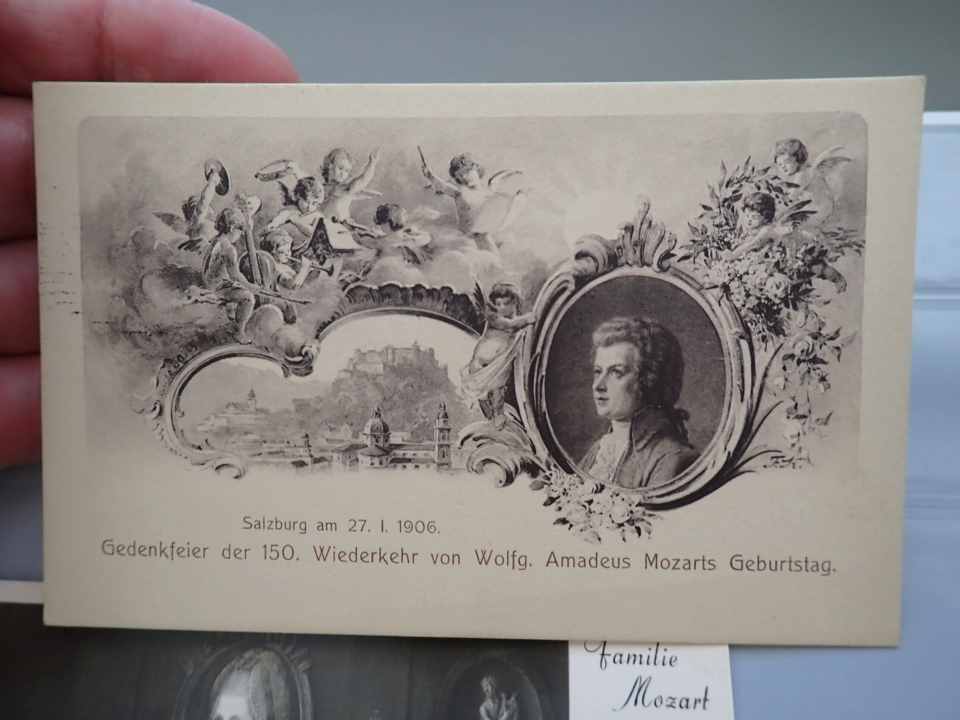 Salzburg am 27. I. 1906.
Gedenkfeier der 150. Wiederkehr von Wolfg. Amadeus Mozarts Geburtstag.
Familie
Mozart